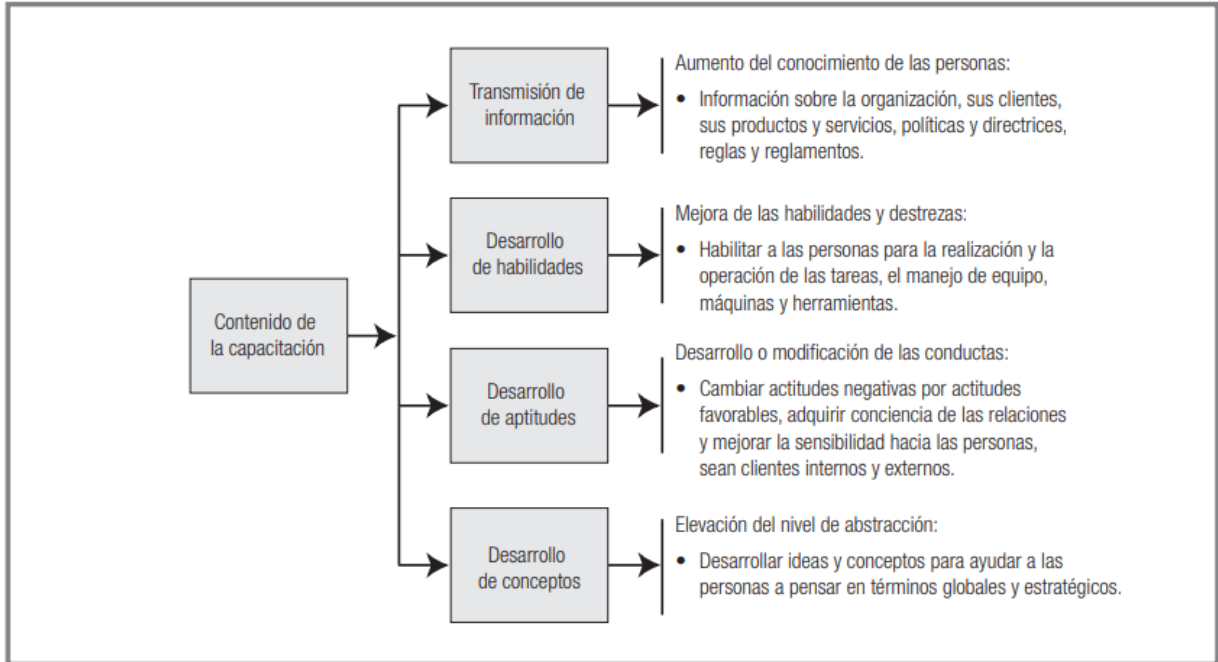 Contenido de
la capacitación
Transmisión de
información
Aumento del conocimiento de las personas:
• Información sobre la organización, sus clientes,
sus productos y servicios, políticas y directrices,
reglas y reglamentos.
Desarrollo
de habilidades
Mejora de las habilidades y destrezas:
• Habilitar a las personas para la realización y la
operación de las tareas, el manejo de equipo,
máquinas y herramientas.
Desarrollo
de aptitudes
Desarrollo o modificación de las conductas:
• Cambiar actitudes negativas por actitudes
favorables, adquirir conciencia de las relaciones
y mejorar la sensibilidad hacia las personas,
sean clientes internos y externos.
Desarrollo
de conceptos
Elevación del nivel de abstracción:
• Desarrollar ideas y conceptos para ayudar a las
personas a pensar en términos globales y estratégicos.